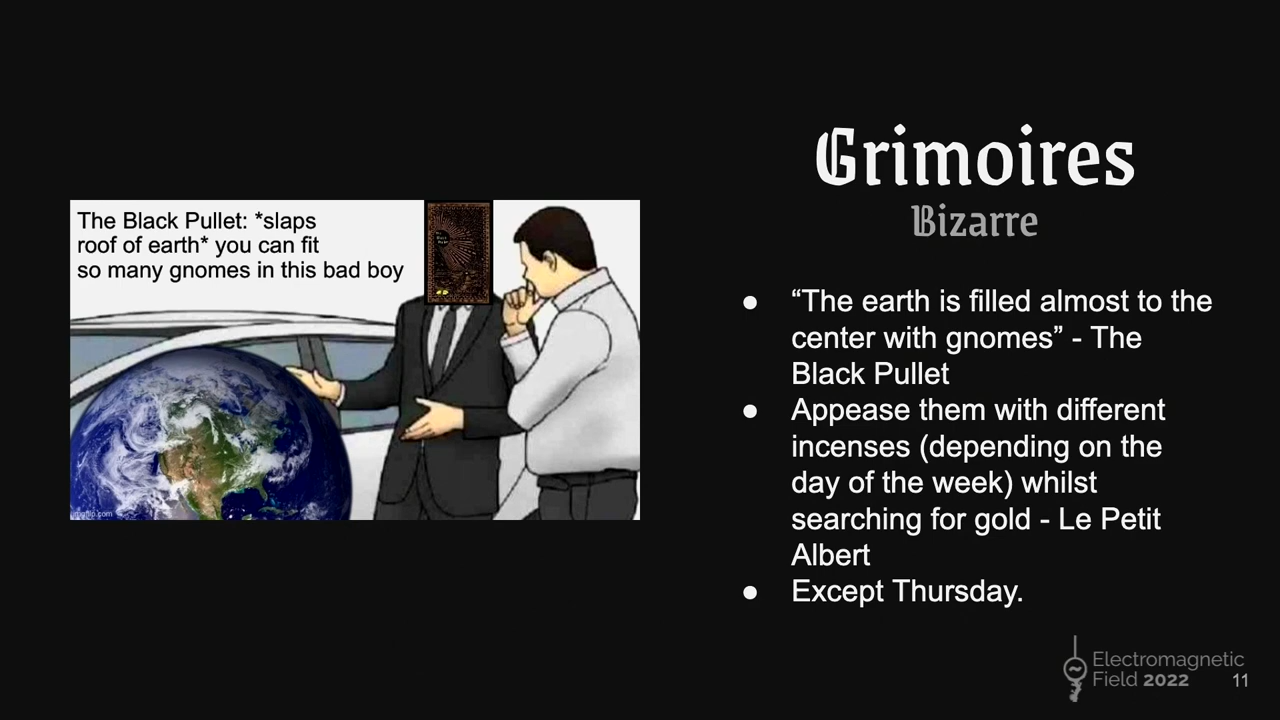 The Black Pullet: *slaps
roof of earth* you can fit
so many gnomes in this bad boy
imgflip.com
Grimoires
Bizarre
● “The earth is filled almost to the
center with gnomes” - The
Black Pullet
● Appease them with different
incenses (depending on the
day of the week) whilst
searching for gold - Le Petit
Albert
● Except Thursday.
Electromagnetic
Field 2022
11